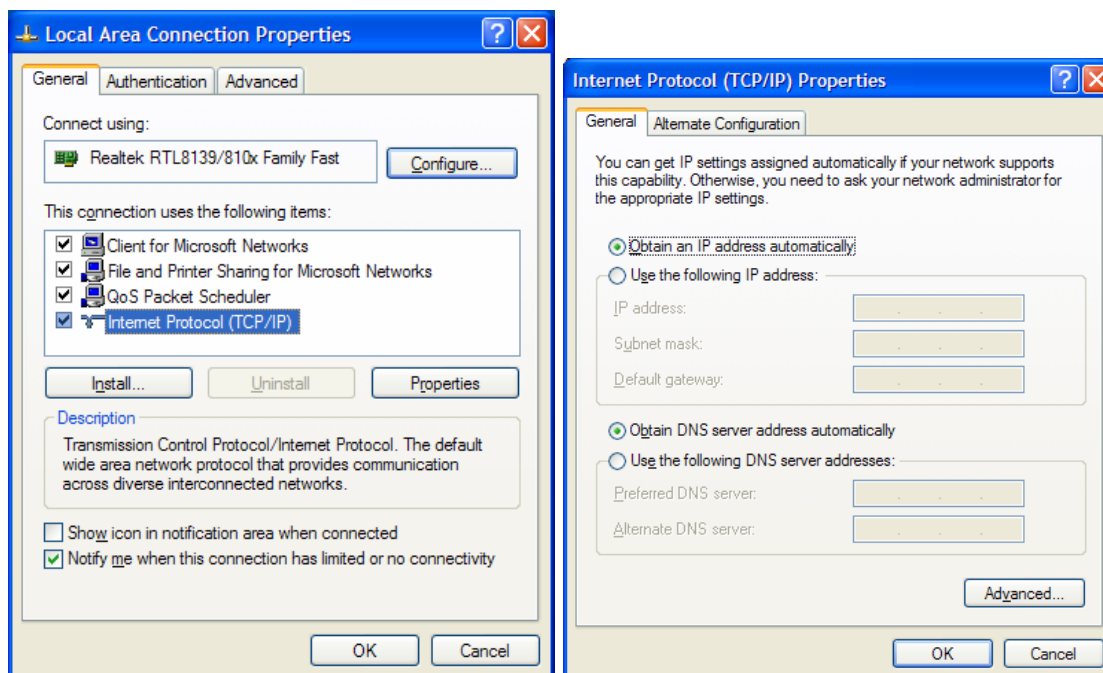 Local Area Connection Properties
General Authentication Advanced
Connect using:
Realtek RTL8139/810x Family Fast
Configure...
This connection uses the following items:
Client for Microsoft Networks
File and Printer Sharing for Microsoft Networks
QoS Packet Scheduler
Internet Protocol (TCP/IP)
Install... Uninstall Properties
Description
Transmission Control Protocol/Internet Protocol. The default
wide area network protocol that provides communication
across diverse interconnected networks.
Show icon in notification area when connected
Notify me when this connection has limited or no connectivity
OK Cancel
Internet Protocol (TCP/IP) Properties
General Alternate Configuration
You can get IP settings assigned automatically if your network supports
this capability. Otherwise, you need to ask your network administrator for
the appropriate IP settings.
Obtain an IP address automatically
Use the following IP address:
IP address:
Subnet mask:
Default gateway:
Obtain DNS server address automatically
Use the following DNS server addresses:
Preferred DNS server:
Alternate DNS server:
Advanced...
OK Cancel